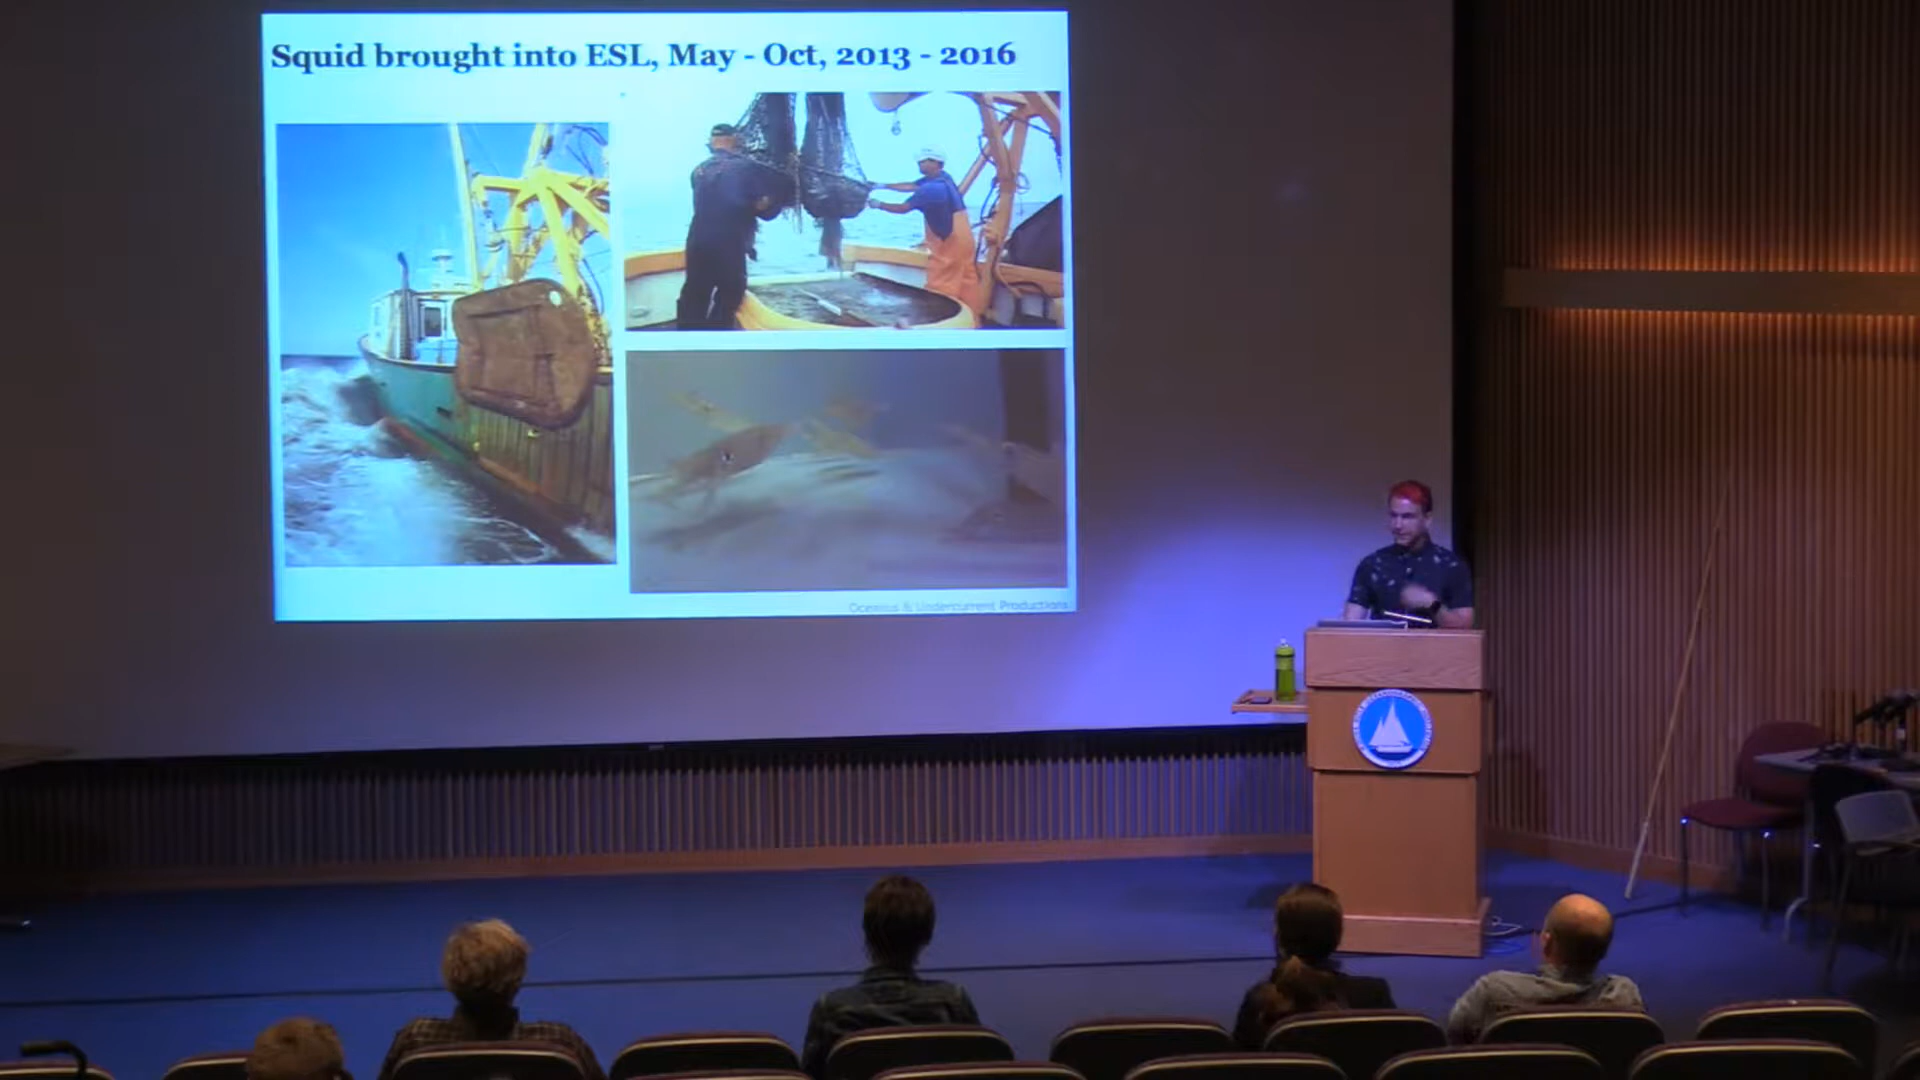 Squid brought into ESL, May - Oct, 2013 - 2016
Oceanus & Undercurrent Productions